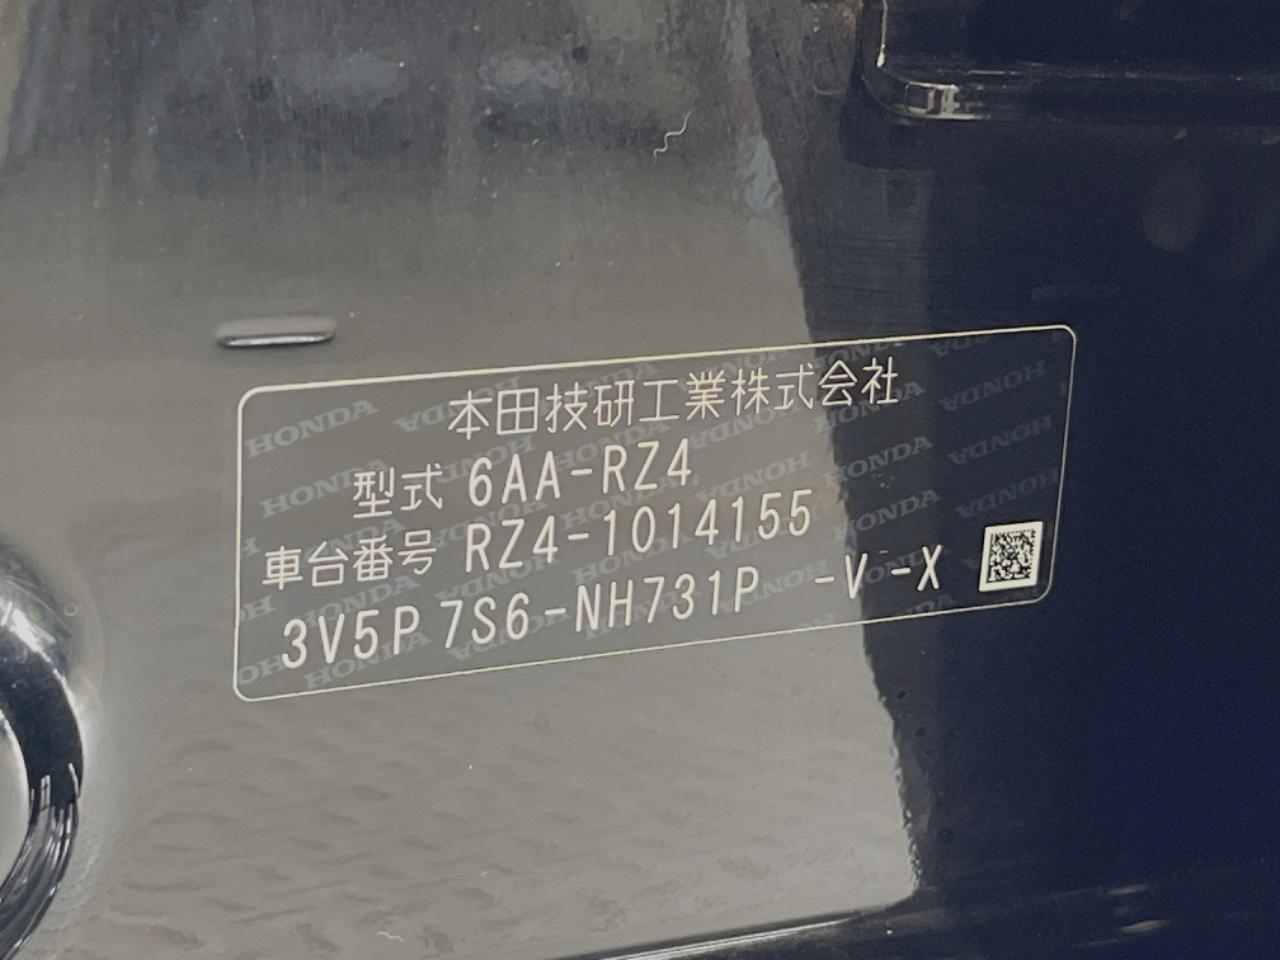 本田技研工業株式会社
型式 6AA-RZ4
車台番号 RZ4-1014155
3V5P 7S6-NH731P -V -X